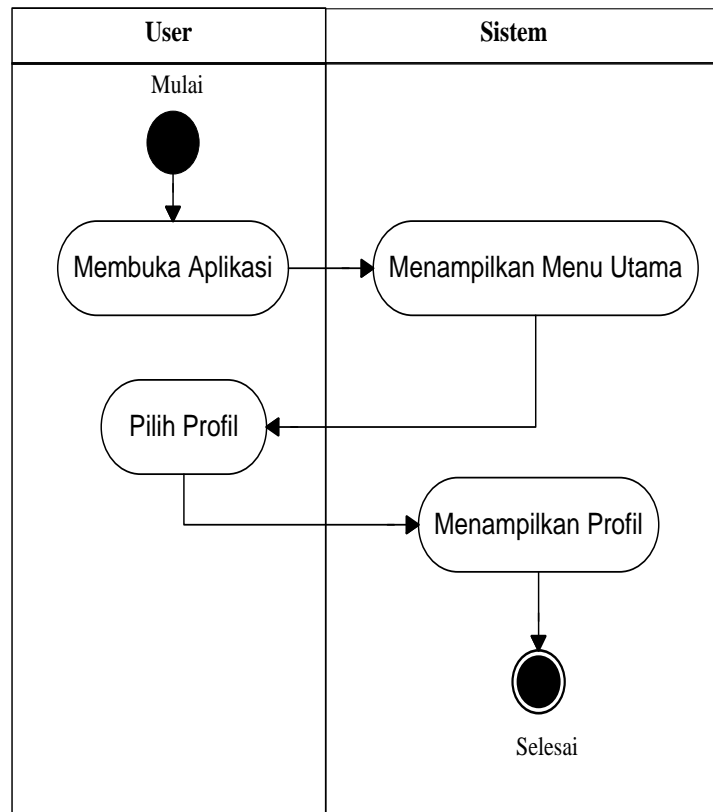 User
Sistem
Mulai
Membuka Aplikasi
Menampilkan Menu Utama
Pilih Profil
Menampilkan Profil
Selesai